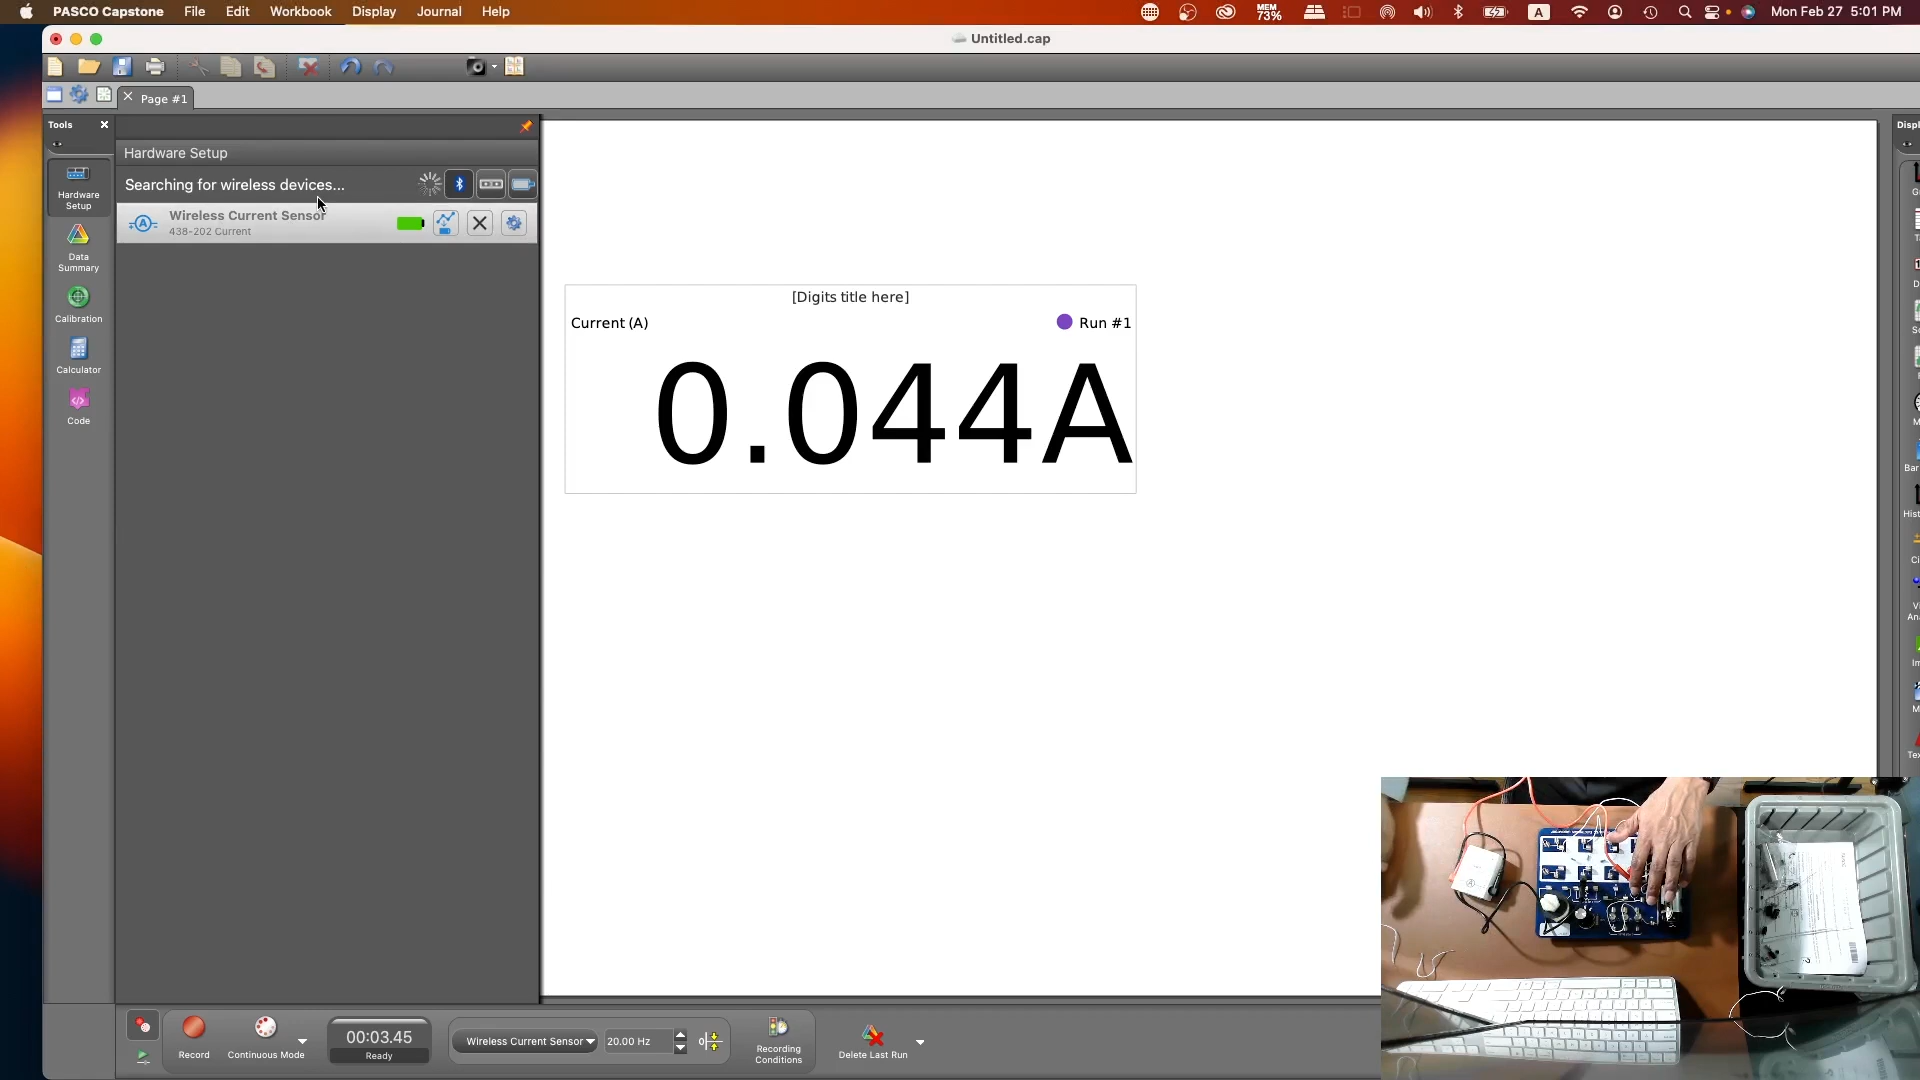 PASCO Capstone File Edit Workbook Display Journal Help
MEM
73%
A
Mon Feb 27 5:01 PM
Untitled.cap
Page #1
Tools
Hardware Setup
Searching for wireless devices...
Wireless Current Sensor
438-202 Current
Hardware
Setup
Data
Summary
Calibration
Calculator
Code
[Digits title here]
Current (A)
Run #1
0.044A
Displ
Bar
Hist
Record
Continuous Mode
00:03.45
Ready
Wireless Current Sensor
20.00 Hz
Recording
Conditions
Delete Last Run